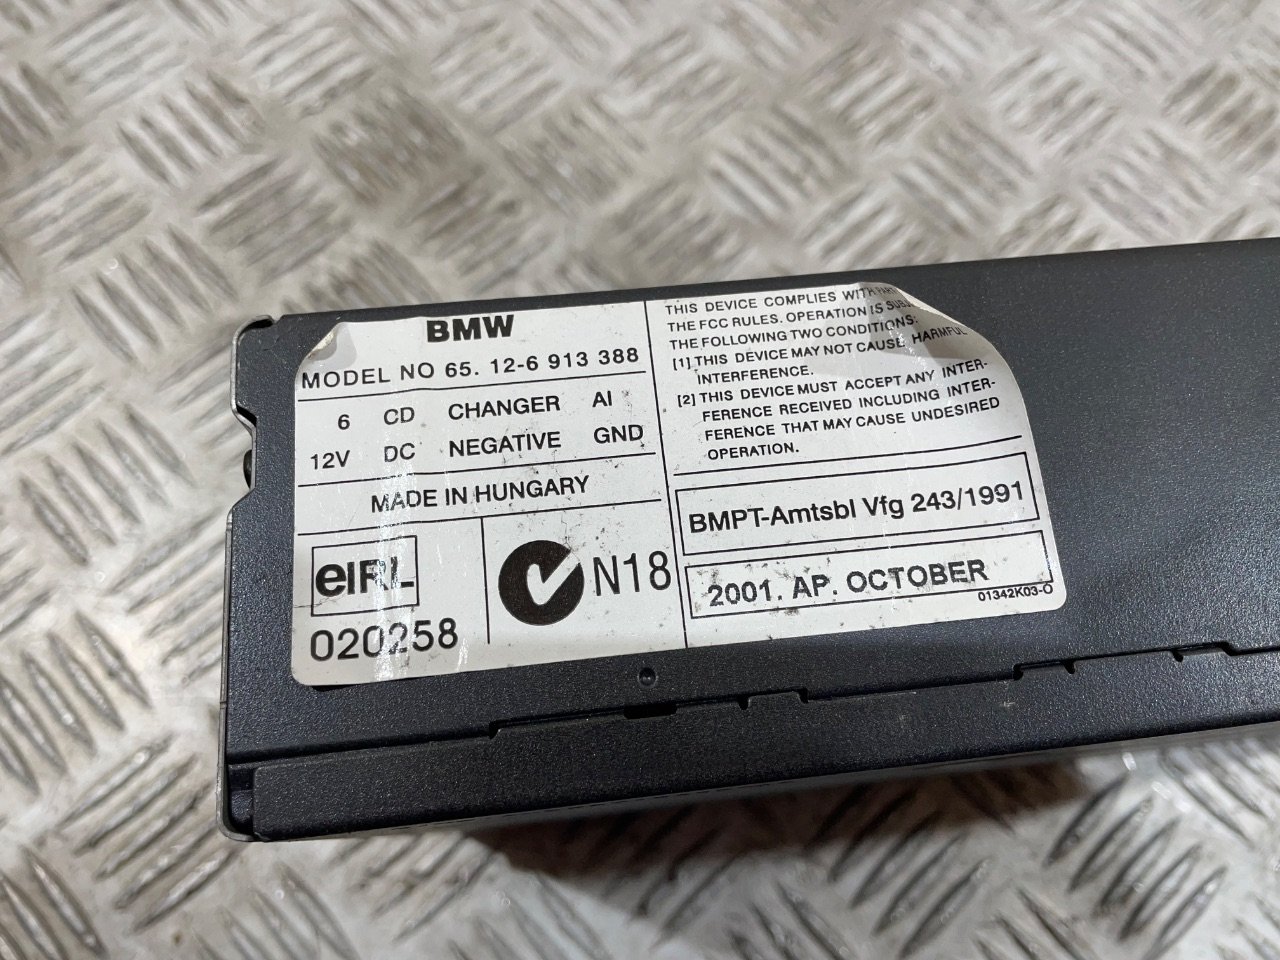 BMW
MODEL NO 65. 12-6 913 388
6 CD CHANGER AI
12V DC NEGATIVE GND
MADE IN HUNGARY
eIRL
020258
N18
THIS DEVICE COMPLIES WITH PART
THE FCC RULES. OPERATION IS SUBJ
THE FOLLOWING TWO CONDITIONS:
[1] THIS DEVICE MAY NOT CAUSE HARMFUL
INTERFERENCE.
[2] THIS DEVICE MUST ACCEPT ANY INTER-
FERENCE RECEIVED INCLUDING INTER-
FERENCE THAT MAY CAUSE UNDESIRED
OPERATION.
BMPT-Amtsbl Vfg 243/1991
2001. AP. OCTOBER
01342K03-O